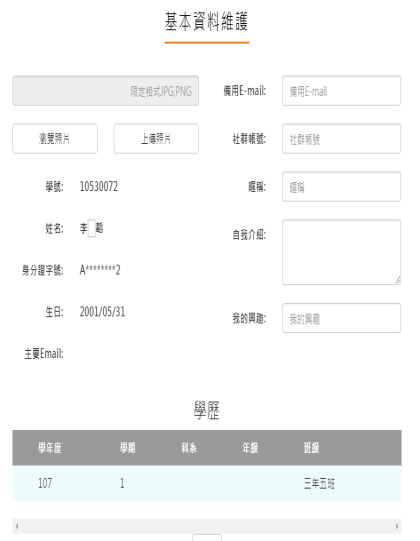 基本資料維護
限定格式JPG,PNG
瀏覽照片
上傳照片
學號: 10530072
姓名: 李
身分證字號: A********2
生日: 2001/05/31
主要Email:
備用E-mail: 備用E-mail
社群帳號: 社群帳號
暱稱: 暱稱
自我介紹:
我的興趣: 我的興趣
學歷
學年度 學期 科系 年級 班級
107 1 三年五班